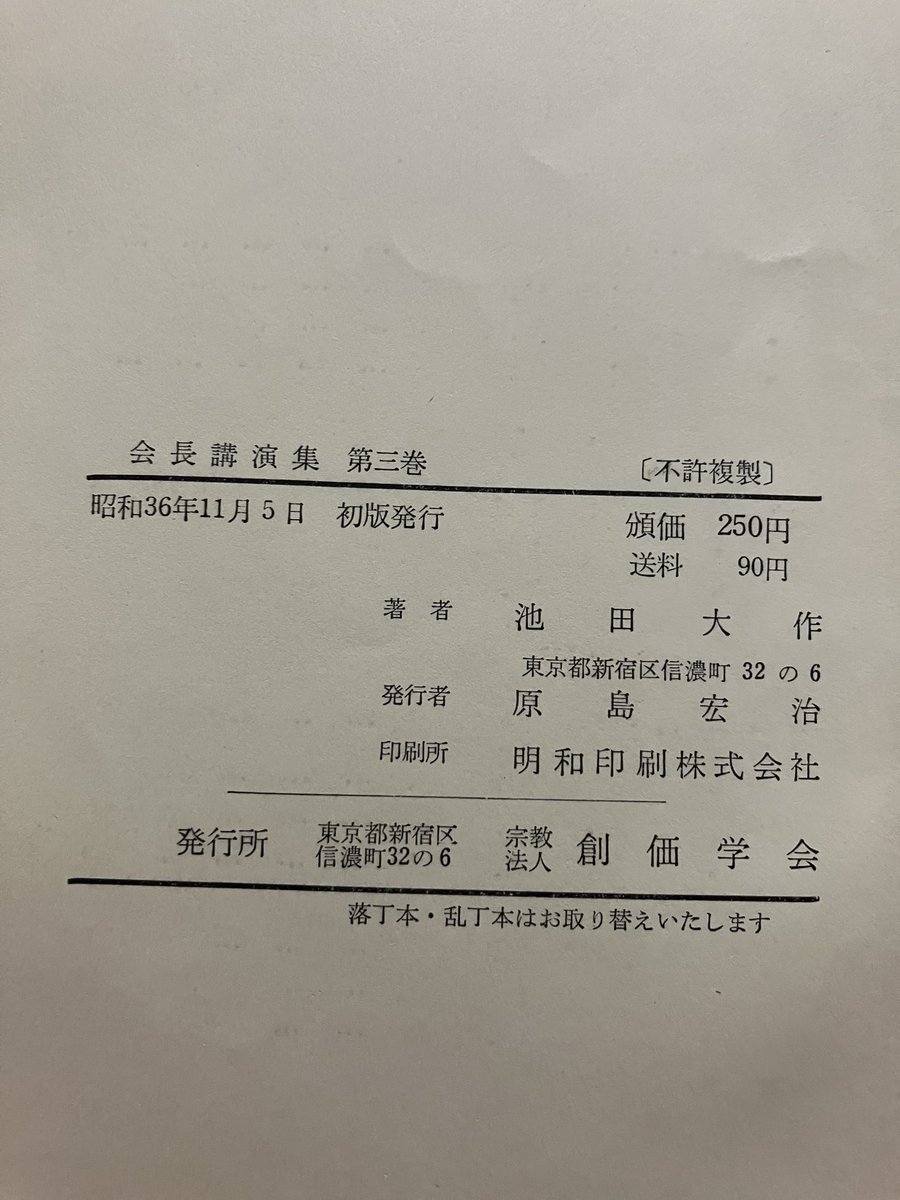 会長講演集 第三巻 〔不許複製〕
昭和36年11月5日 初版発行 頒価 250円
送料 90円
著者 池田大作
東京都新宿区信濃町 32 の 6
発行者 原島宏治
印刷所 明和印刷株式会社
発行所 東京都新宿区信濃町32の6 宗教法人 創価学会
落丁本・乱丁本はお取り替えいたします